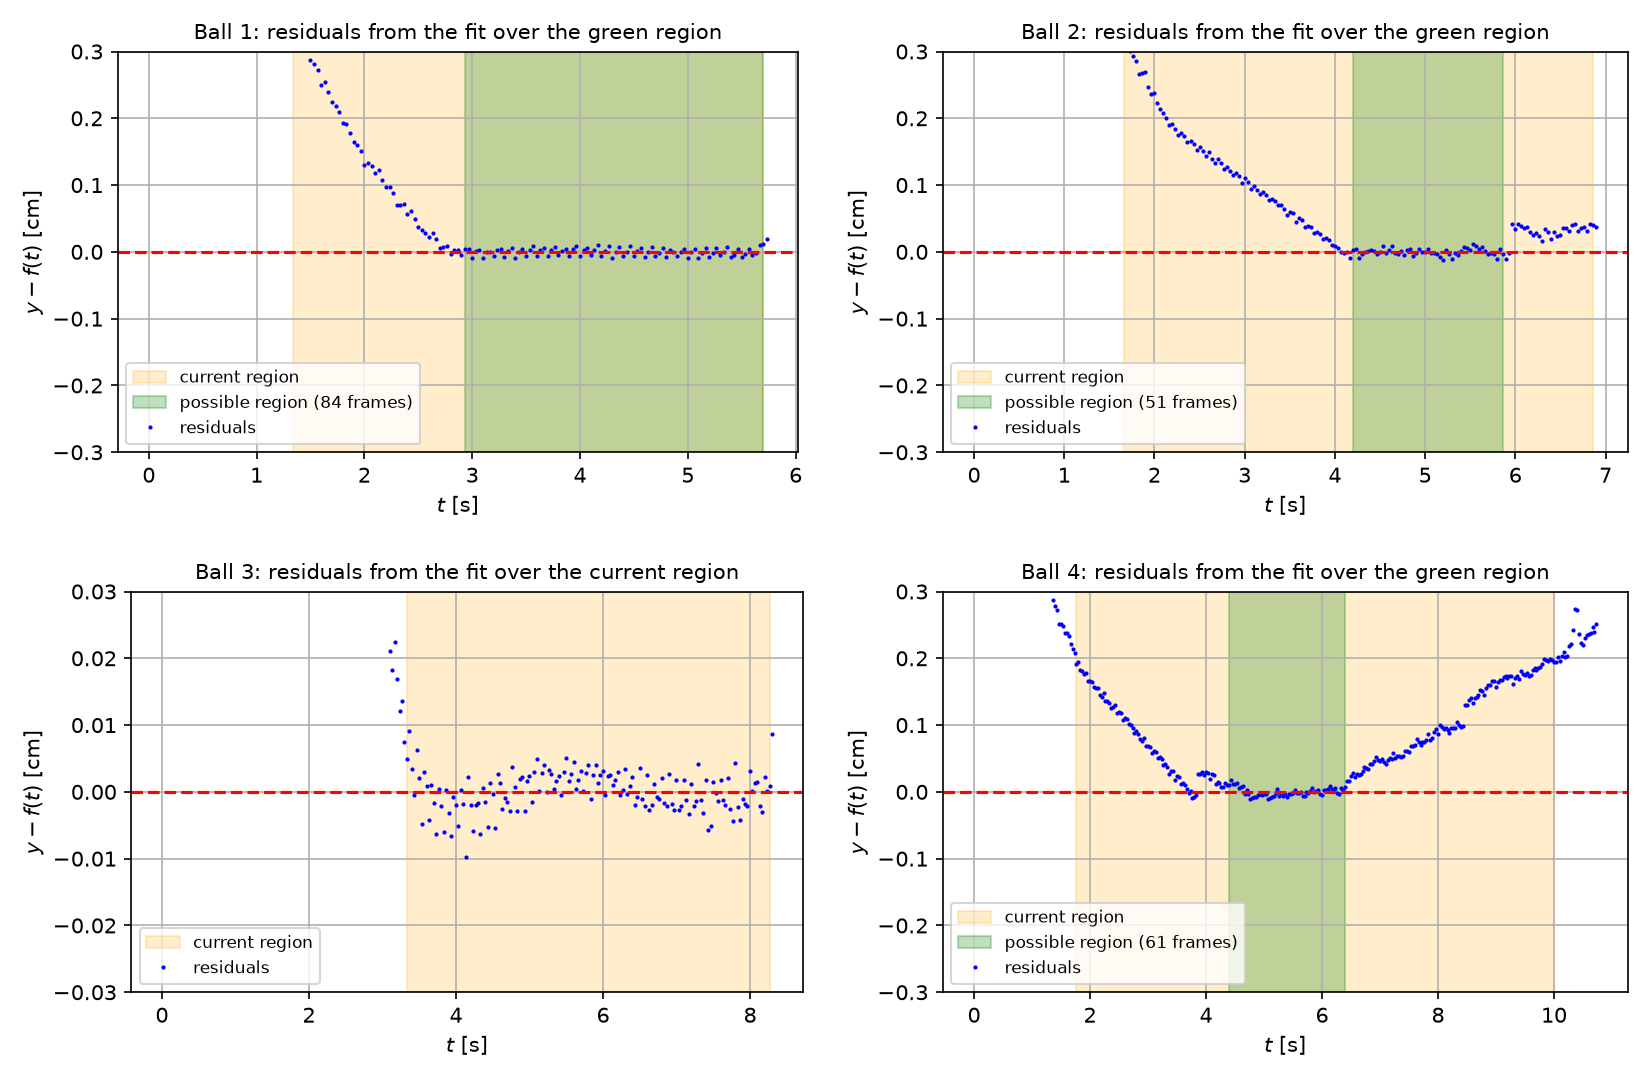 Ball 1: residuals from the fit over the green region
0.3
0.2
0.1
0.0
−0.1
−0.2
−0.3
y − f(t) [cm]
current region
possible region (84 frames)
residuals
0 1 2 3 4 5 6
t [s]
Ball 2: residuals from the fit over the green region
0.3
0.2
0.1
0.0
−0.1
−0.2
−0.3
y − f(t) [cm]
current region
possible region (51 frames)
residuals
0 1 2 3 4 5 6 7
t [s]
Ball 3: residuals from the fit over the current region
0.03
0.02
0.01
0.00
−0.01
−0.02
−0.03
y − f(t) [cm]
current region
residuals
0 2 4 6 8
t [s]
Ball 4: residuals from the fit over the green region
0.3
0.2
0.1
0.0
−0.1
−0.2
−0.3
y − f(t) [cm]
current region
possible region (61 frames)
residuals
0 2 4 6 8 10
t [s]